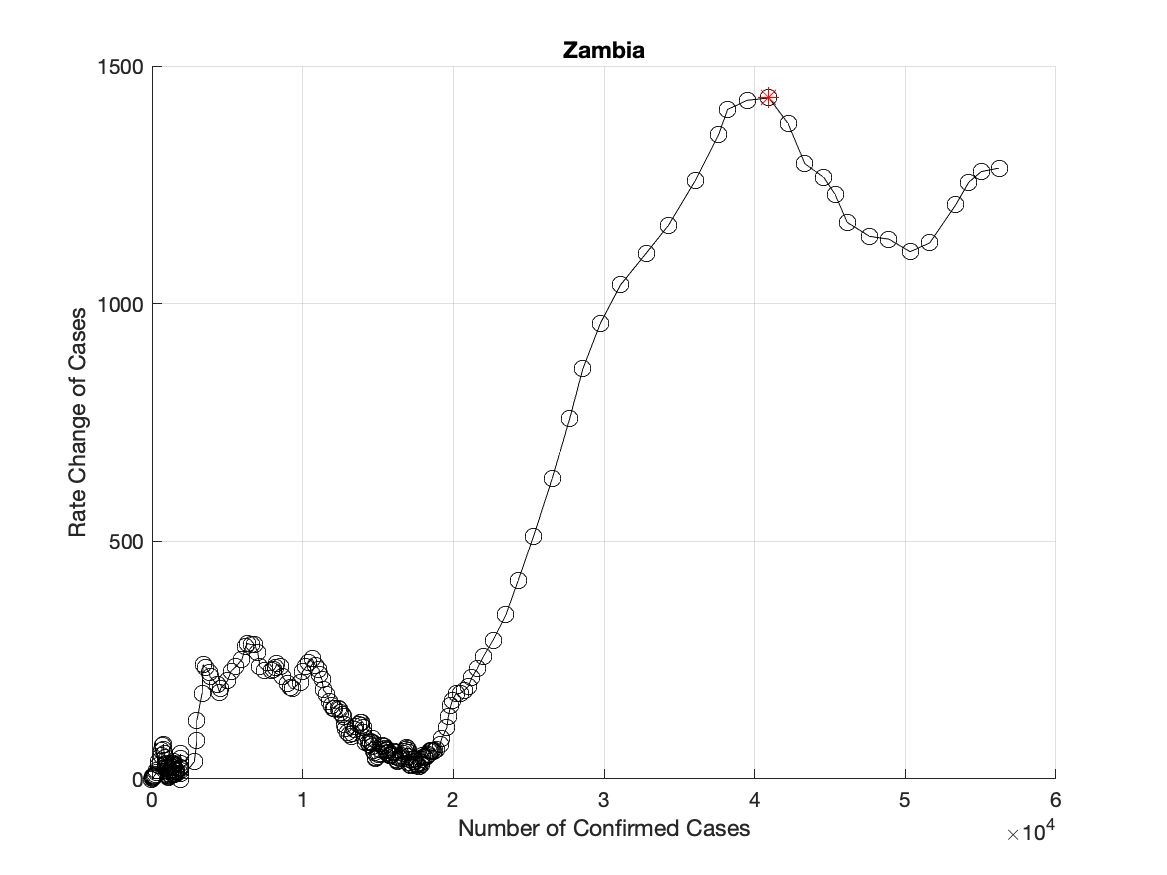 Zambia
1500
1000
500
0
Rate Change of Cases
0 1 2 3 4 5 6
Number of Confirmed Cases
×10^4